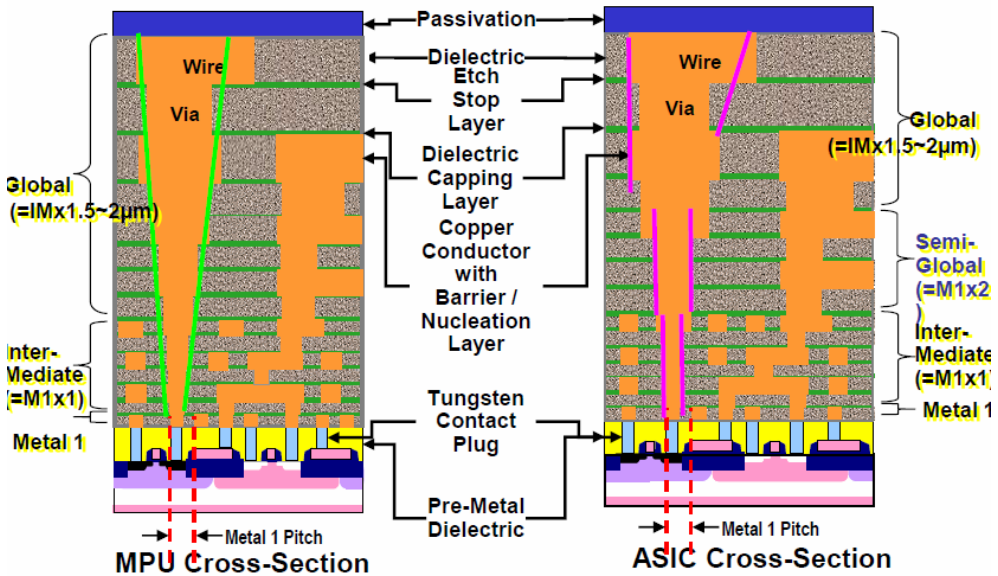 Passivation
Dielectric
Etch
Stop
Layer
Dielectric
Capping
Layer
Copper
Conductor
with
Barrier /
Nucleation
Layer
Tungsten
Contact
Plug
Pre-Metal
Dielectric
Wire
Via
Global
(=IMx1.5~2µm)
Inter-
Mediate
(=M1x1)
Metal 1
Metal 1 Pitch
MPU Cross-Section
Wire
Via
Global
(=IMx1.5~2µm)
Semi-
Global
(=M1x2
)
Inter-
Mediate
(=M1x1)
Metal 1
Metal 1 Pitch
ASIC Cross-Section